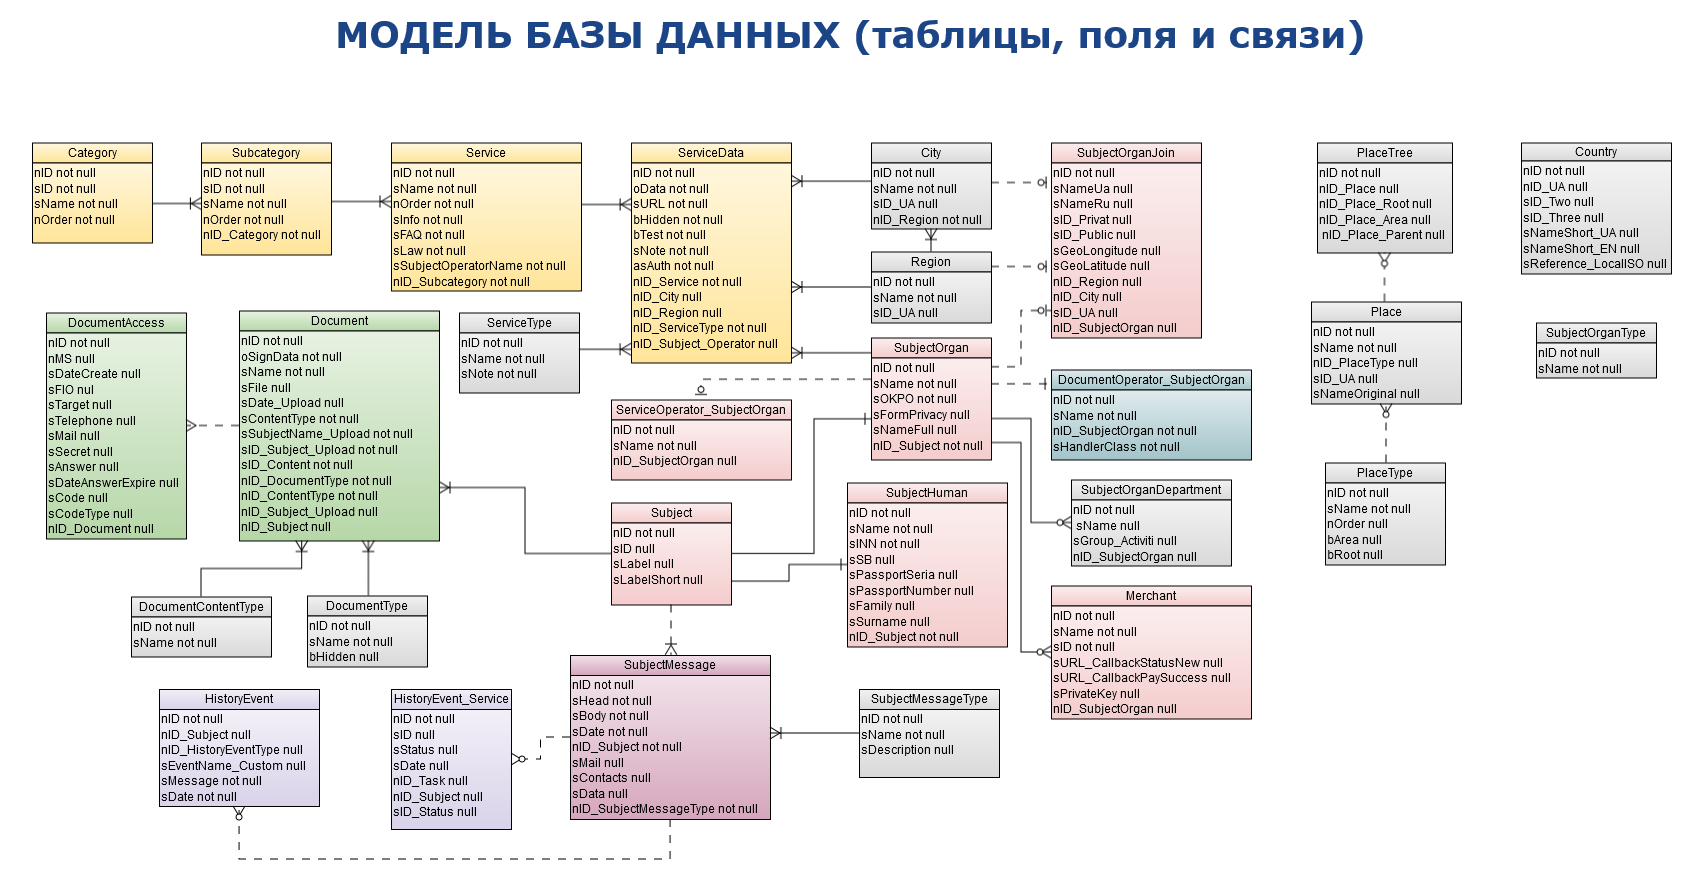 МОДЕЛЬ БАЗЫ ДАННЫХ (таблицы, поля и связи)
Category
nID not null
sID not null
sName not null
nOrder not null
Subcategory
nID not null
sID not null
sName not null
nOrder not null
nID_Category not null
Service
nID not null
sName not null
nOrder not null
sInfo not null
sFAQ not null
sLaw not null
sSubjectOperatorName not null
nID_Subcategory not null
ServiceData
nID not null
oData not null
sURL not null
bHidden not null
bTest not null
sNote not null
asAuth not null
nID_Service not null
nID_City null
nID_Region null
nID_ServiceType not null
nID_Subject_Operator null
City
nID not null
sName not null
sID_UA null
nID_Region not null
Region
nID not null
sName not null
sID_UA null
SubjectOrganJoin
nID not null
sNameUa null
sNameRu null
sID_Privat null
sID_Public null
sGeoLongitude null
sGeoLatitude null
nID_Region null
nID_City null
sID_UA null
nID_SubjectOrgan null
PlaceTree
nID not null
nID_Place null
nID_Place_Root null
nID_Place_Area null
nID_Place_Parent null
Country
nID not null
nID_UA null
sID_Two null
sID_Three null
sNameShort_UA null
sNameShort_EN null
sReference_LocalISO null
DocumentAccess
nID not null
nMS null
sDateCreate null
sFIO nul
sTarget null
sTelephone null
sMail null
sSecret null
sAnswer null
sDateAnswerExpire null
sCode null
sCodeType null
nID_Document null
Document
nID not null
oSignData not null
sName not null
sFile null
sDate_Upload null
sContentType not null
sSubjectName_Upload not null
sID_Subject_Upload not null
sID_Content not null
nID_DocumentType not null
nID_ContentType not null
nID_Subject_Upload null
nID_Subject null
ServiceType
nID not null
sName not null
sNote not null
SubjectOrgan
nID not null
sName not null
sOKPO not null
sFormPrivacy null
sNameFull null
nID_Subject not null
Place
nID not null
sName not null
nID_PlaceType null
sID_UA null
sNameOriginal null
SubjectOrganType
nID not null
sName not null
ServiceOperator_SubjectOrgan
nID not null
sName not null
nID_SubjectOrgan null
DocumentOperator_SubjectOrgan
nID not null
sName not null
nID_SubjectOrgan not null
sHandlerClass not null
Subject
nID not null
sID null
sLabel null
sLabelShort null
SubjectHuman
nID not null
sName not null
sINN not null
sSB null
sPassportSeria null
sPassportNumber null
sFamily null
sSurname null
nID_Subject not null
SubjectOrganDepartment
nID not null
sName null
sGroup_Activiti null
nID_SubjectOrgan null
PlaceType
nID not null
sName not null
nOrder null
bArea null
bRoot null
DocumentContentType
nID not null
sName not null
DocumentType
nID not null
sName not null
bHidden null
Merchant
nID not null
sName not null
sID not null
sURL_CallbackStatusNew null
sURL_CallbackPaySuccess null
sPrivateKey null
nID_SubjectOrgan null
HistoryEvent
nID not null
nID_Subject null
nID_HistoryEventType null
sEventName_Custom null
sMessage not null
sDate not null
HistoryEvent_Service
nID not null
sID null
sStatus null
sDate null
nID_Task null
nID_Subject null
sID_Status null
SubjectMessage
nID not null
sHead not null
sBody not null
sDate not null
nID_Subject not null
sMail null
sContacts null
sData null
nID_SubjectMessageType not null
SubjectMessageType
nID not null
sName not null
sDescription null